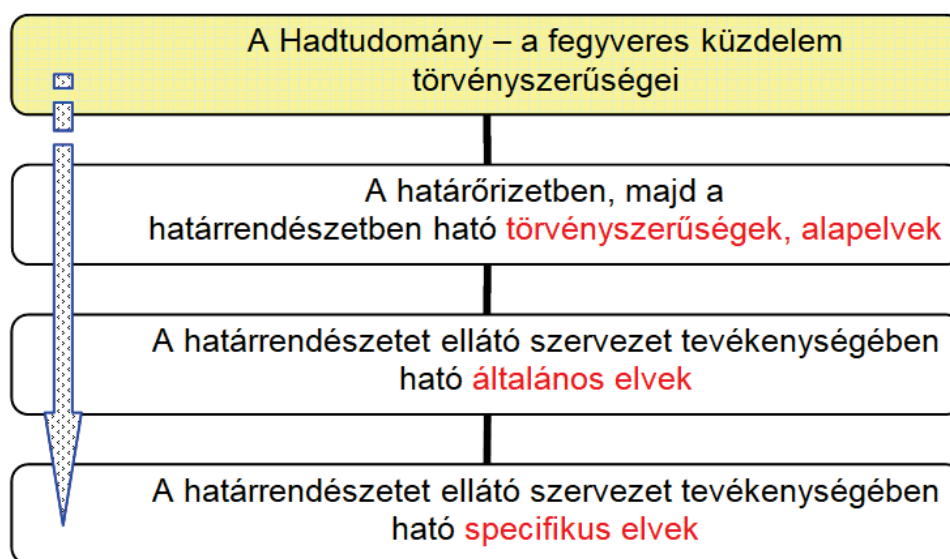 A Hadtudomány – a fegyveres küzdelem
törvényszerűségei
A határőrizetben, majd a
határrendészetben ható törvényszerűségek, alapelvek
A határrendészetet ellátó szervezet tevékenységében
ható általános elvek
A határrendészetet ellátó szervezet tevékenységében
ható specifikus elvek